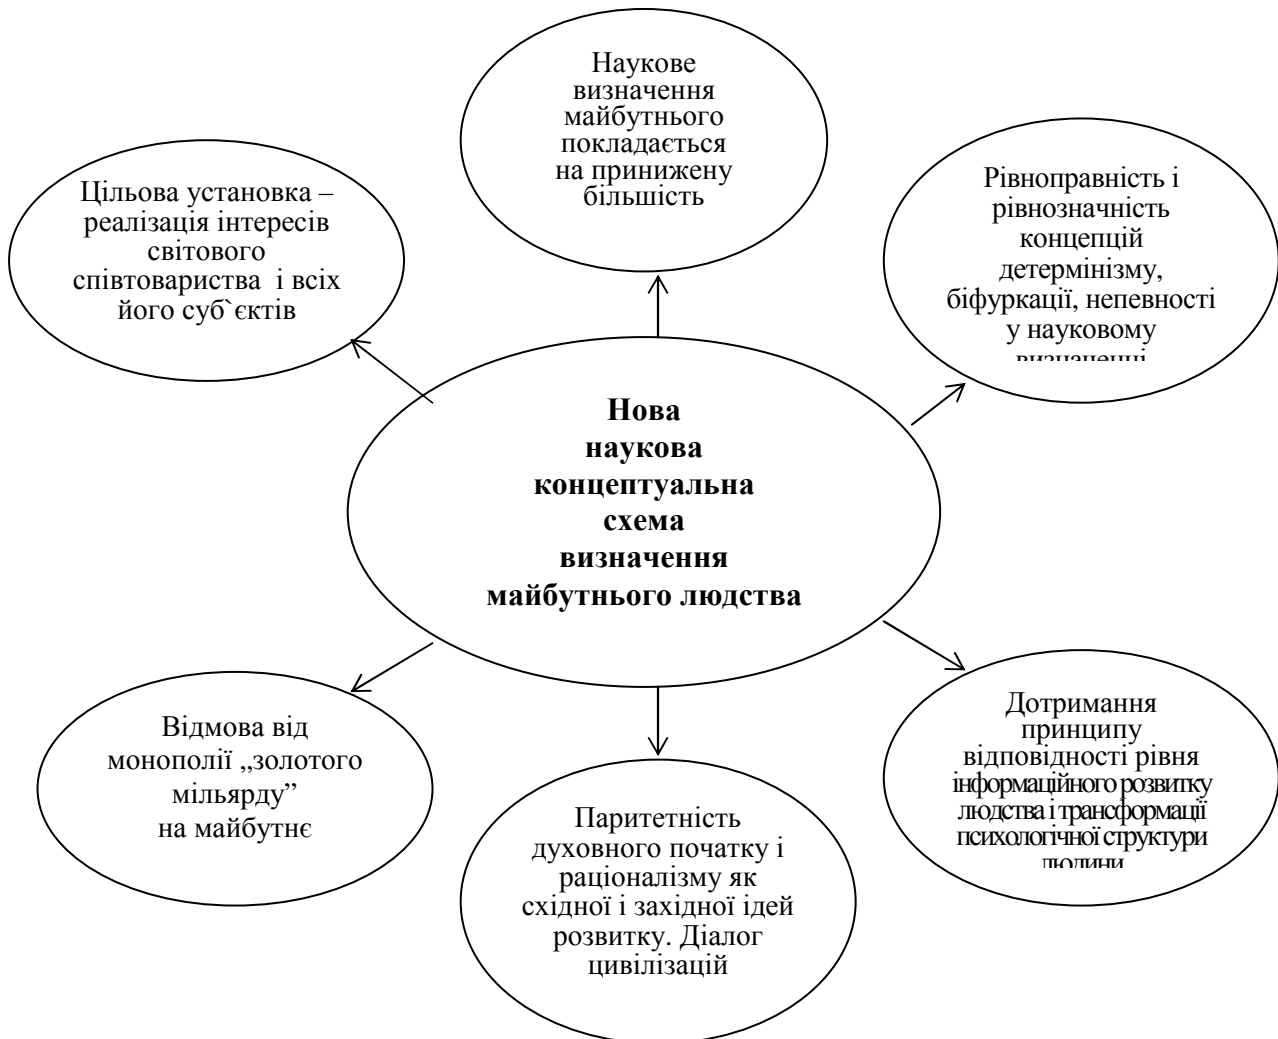 Наукове
визначення
майбутнього
покладається
на принижену
більшість
Цільова установка –
реалізація інтересів
світового
співтовариства і всіх
його суб`єктів
Рівноправність і
рівнозначність
концепцій
детермінізму,
біфуркації, непевності
у науковому
визначенні
Нова
наукова
концептуальна
схема
визначення
майбутнього людства
Відмова від
монополії „золотого
мільярду”
на майбутнє
Паритетність
духовного початку і
раціоналізму як
східної і західної ідей
розвитку. Діалог
цивілізацій
Дотримання
принципу
відповідності рівня
інформаційного розвитку
людства і трансформації
психологічної структури
людини